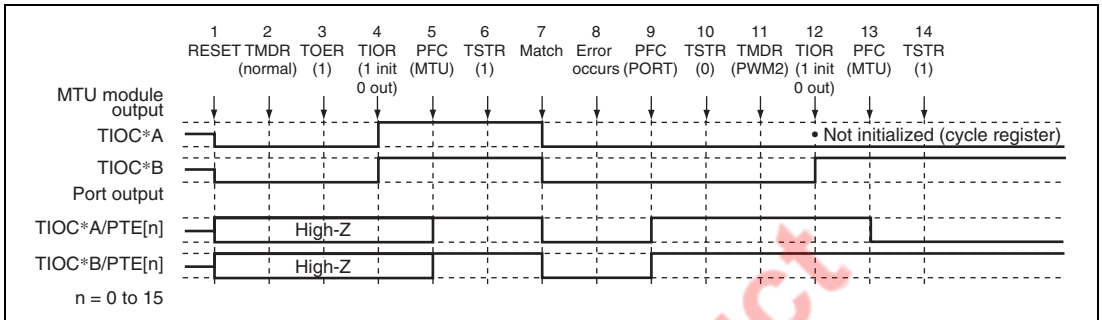 1 2 3 4 5 6 7 8 9 10 11 12 13 14
RESET TMDR TOER TIOR PFC TSTR Match Error PFC TSTR TMDR TIOR PFC TSTR
(normal) (1) (1 init (MTU) (1) occurs (PORT) (0) (PWM2) (1 init (MTU) (1)
0 out) 0 out)
MTU module
output
TIOC*A • Not initialized (cycle register)
TIOC*B
Port output
TIOC*A/PTE[n] High-Z
TIOC*B/PTE[n] High-Z
n = 0 to 15